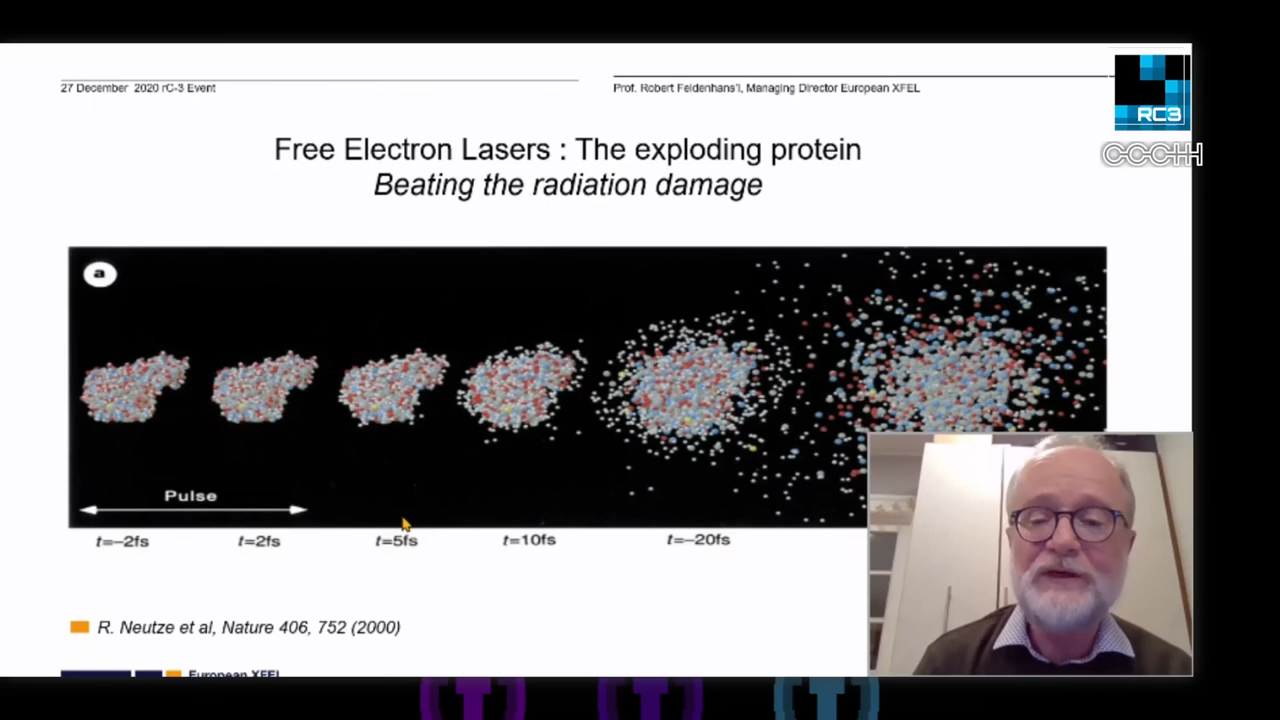 27 December 2020 rC-3 Event
Prof. Robert Feidenhans'l, Managing Director European XFEL
RC3
CCCHH
Free Electron Lasers : The exploding protein
Beating the radiation damage
a
Pulse
t=–2fs
t=2fs
t=5fs
t=10fs
t=–20fs
R. Neutze et al, Nature 406, 752 (2000)
European XFEL